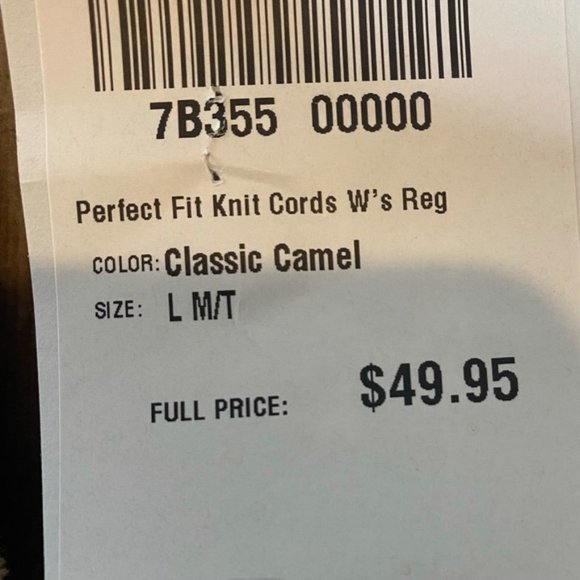 7B355 00000
Perfect Fit Knit Cords W's Reg
COLOR: Classic Camel
SIZE: L M/T
FULL PRICE: $49.95